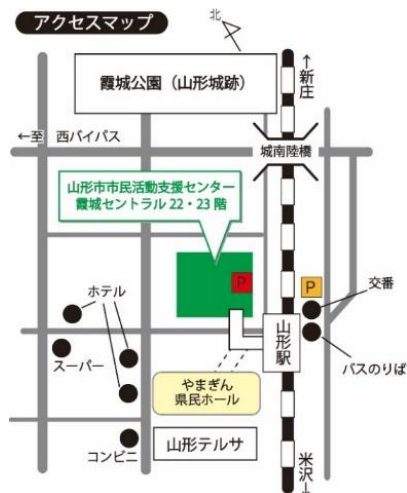 アクセスマップ
北
霞城公園（山形城跡）
↑新庄
←至 西バイパス
城南陸橋
山形市市民活動支援センター
霞城セントラル22・23階
P
P
交番
ホテル
山形駅
スーパー
バスのりば
やまぎん
県民ホール
山形テルサ
コンビニ
米沢↓